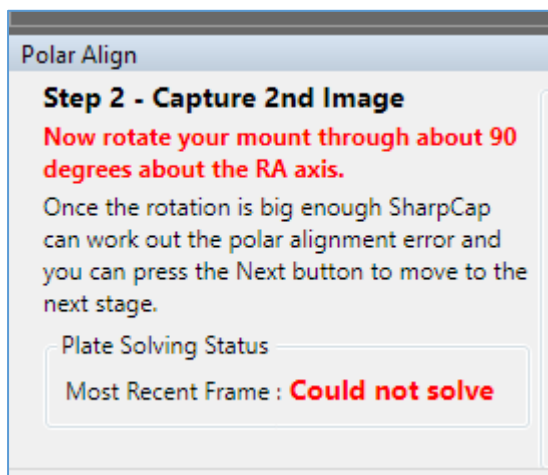 Polar Align
Step 2 - Capture 2nd Image
Now rotate your mount through about 90
degrees about the RA axis.
Once the rotation is big enough SharpCap
can work out the polar alignment error and
you can press the Next button to move to the
next stage.
Plate Solving Status
Most Recent Frame : Could not solve